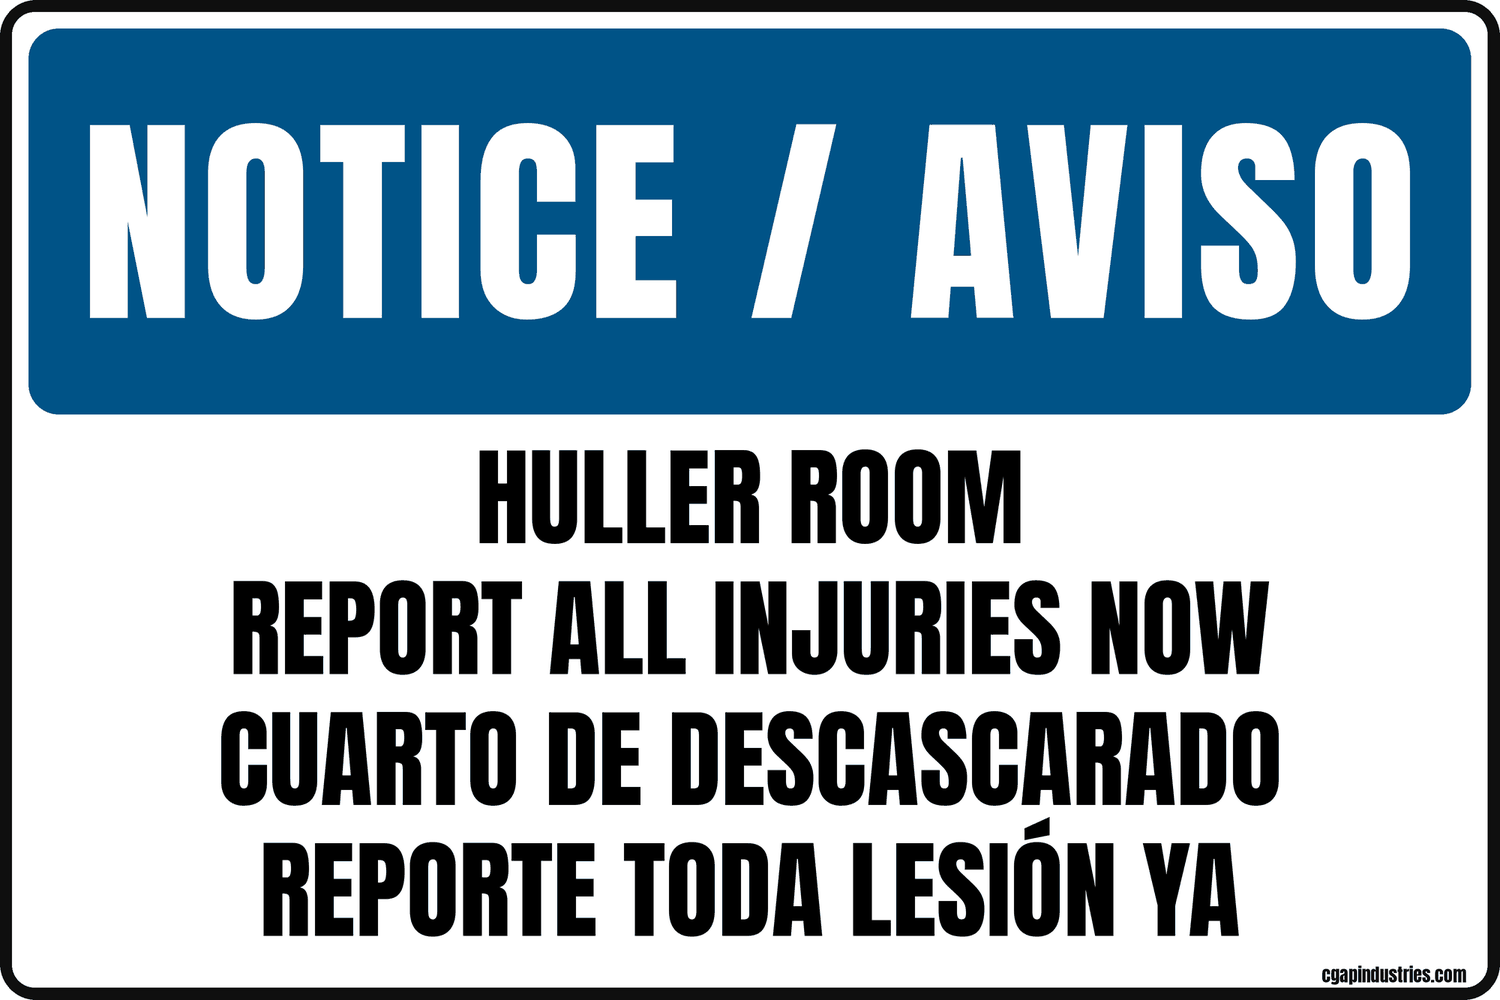 NOTICE / AVISO
HULLER ROOM
REPORT ALL INJURIES NOW
CUARTO DE DESCASCARADO
REPORTE TODA LESIÓN YA
cgapindustries.com